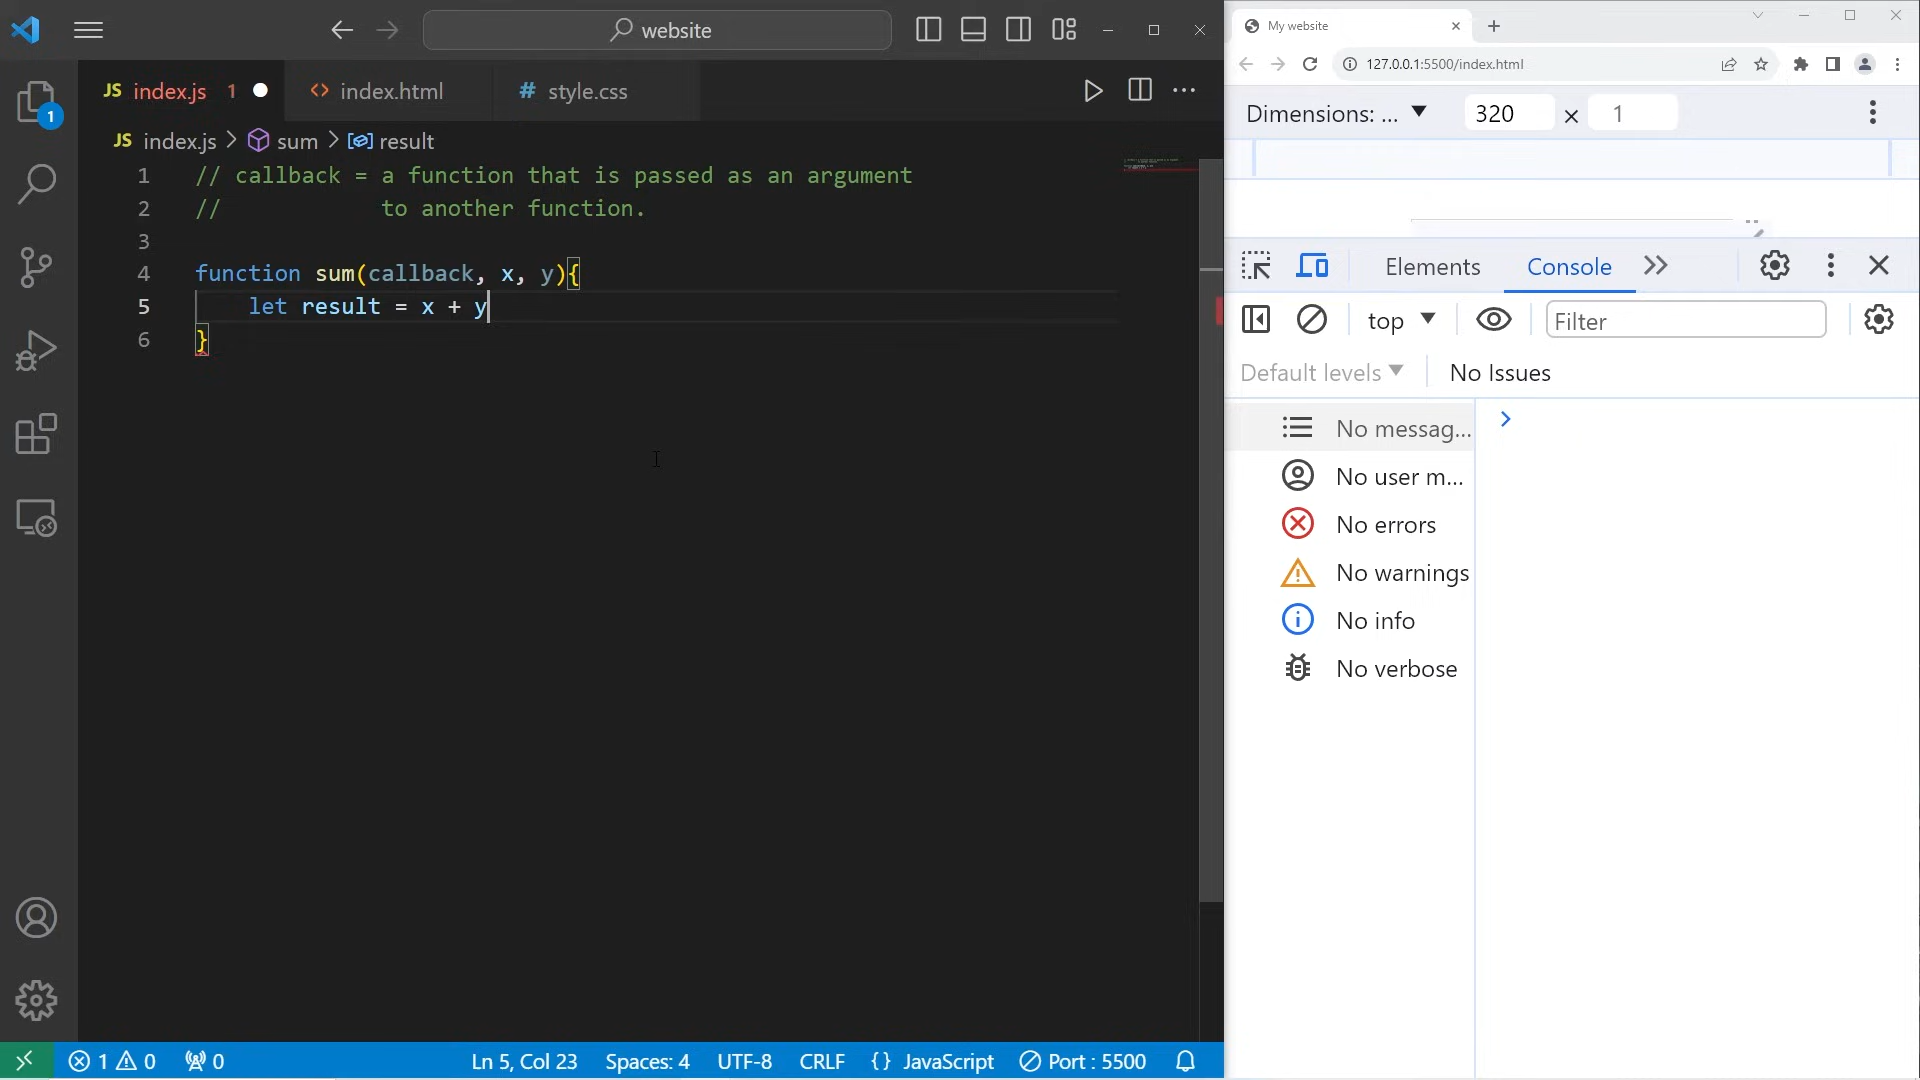 website
JS index.js 1
<> index.html
# style.css
JS index.js > sum > result
1 // callback = a function that is passed as an argument
2 // to another function.
3
4 function sum(callback, x, y){
5 let result = x + y
6 }
1
1 0 0
Ln 5, Col 23 Spaces: 4 UTF-8 CRLF {} JavaScript Port : 5500
My website
127.0.0.1:5500/index.html
Dimensions: ... 320 × 1
Elements Console
top Filter
Default levels No Issues
No messag...
No user m...
No errors
No warnings
No info
No verbose